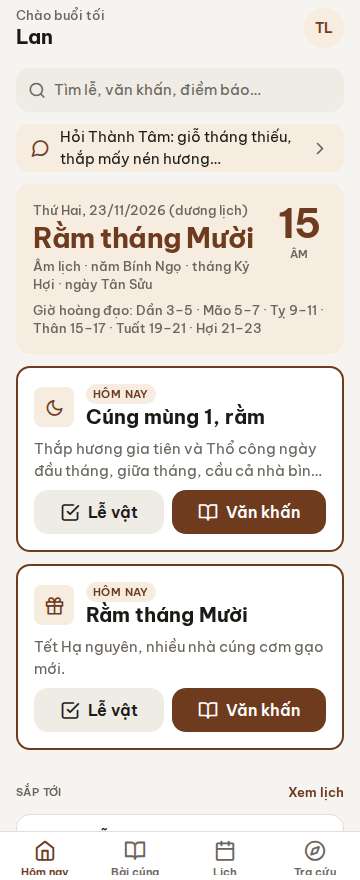 Chào buổi tối
Lan
TL
Tìm lễ, văn khấn, điềm báo...
Hỏi Thành Tâm: giỗ tháng thiếu,
thắp mấy nén hương...
Thứ Hai, 23/11/2026 (dương lịch)
Rằm tháng Mười
15
ÂM
Âm lịch · năm Bính Ngọ · tháng Kỷ
Hợi · ngày Tân Sửu
Giờ hoàng đạo: Dần 3–5 · Mão 5–7 · Tỵ 9–11 ·
Thân 15–17 · Tuất 19–21 · Hợi 21–23
HÔM NAY
Cúng mùng 1, rằm
Thắp hương gia tiên và Thổ công ngày
đầu tháng, giữa tháng, cầu cả nhà bìn...
Lễ vật
Văn khấn
HÔM NAY
Rằm tháng Mười
Tết Hạ nguyên, nhiều nhà cúng cơm gạo
mới.
Lễ vật
Văn khấn
SẮP TỚI
Xem lịch
Hôm nay
Bài cúng
Lịch
Tra cứu